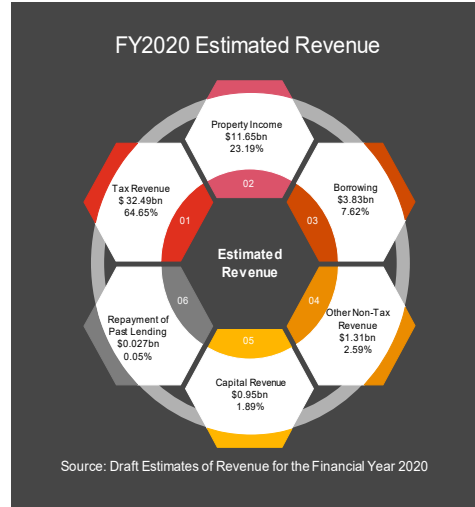 FY2020 Estimated Revenue
Property Income
$11.65bn
23.19%
02
Tax Revenue
$ 32.49bn
64.65%
01
Borrowing
$3.83bn
7.62%
03
Estimated
Revenue
06
Repayment of
Past Lending
$0.027bn
0.05%
04
Other Non-Tax
Revenue
$1.31bn
2.59%
05
Capital Revenue
$0.95bn
1.89%
Source: Draft Estimates of Revenue for the Financial Year 2020